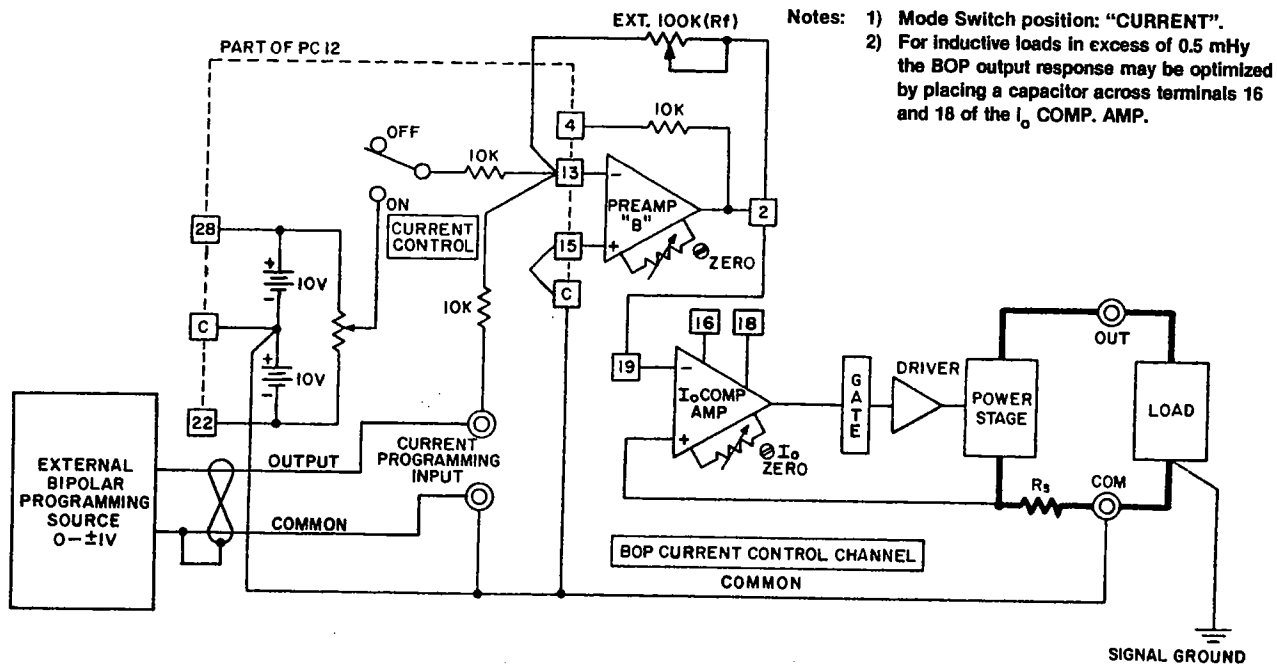 EXT. 100K(Rf)
Notes: 1) Mode Switch position: “CURRENT”.
2) For inductive loads in excess of 0.5 mHy
the BOP output response may be optimized
by placing a capacitor across terminals 16
and 18 of the Io COMP. AMP.
PART OF PC 12
4
10K
OFF
10K
13
−
PREAMP
"B"
2
ON
CURRENT
CONTROL
28
15
+
ZERO
+
−
10V
C
10K
C
16
18
OUT
+
−
10V
19
−
Io COMP
AMP
+
Io
ZERO
GATE
DRIVER
POWER
STAGE
LOAD
22
CURRENT
PROGRAMMING
INPUT
OUTPUT
EXTERNAL
BIPOLAR
PROGRAMMING
SOURCE
0−±1V
COMMON
Rs
COM
BOP CURRENT CONTROL CHANNEL
COMMON
SIGNAL GROUND